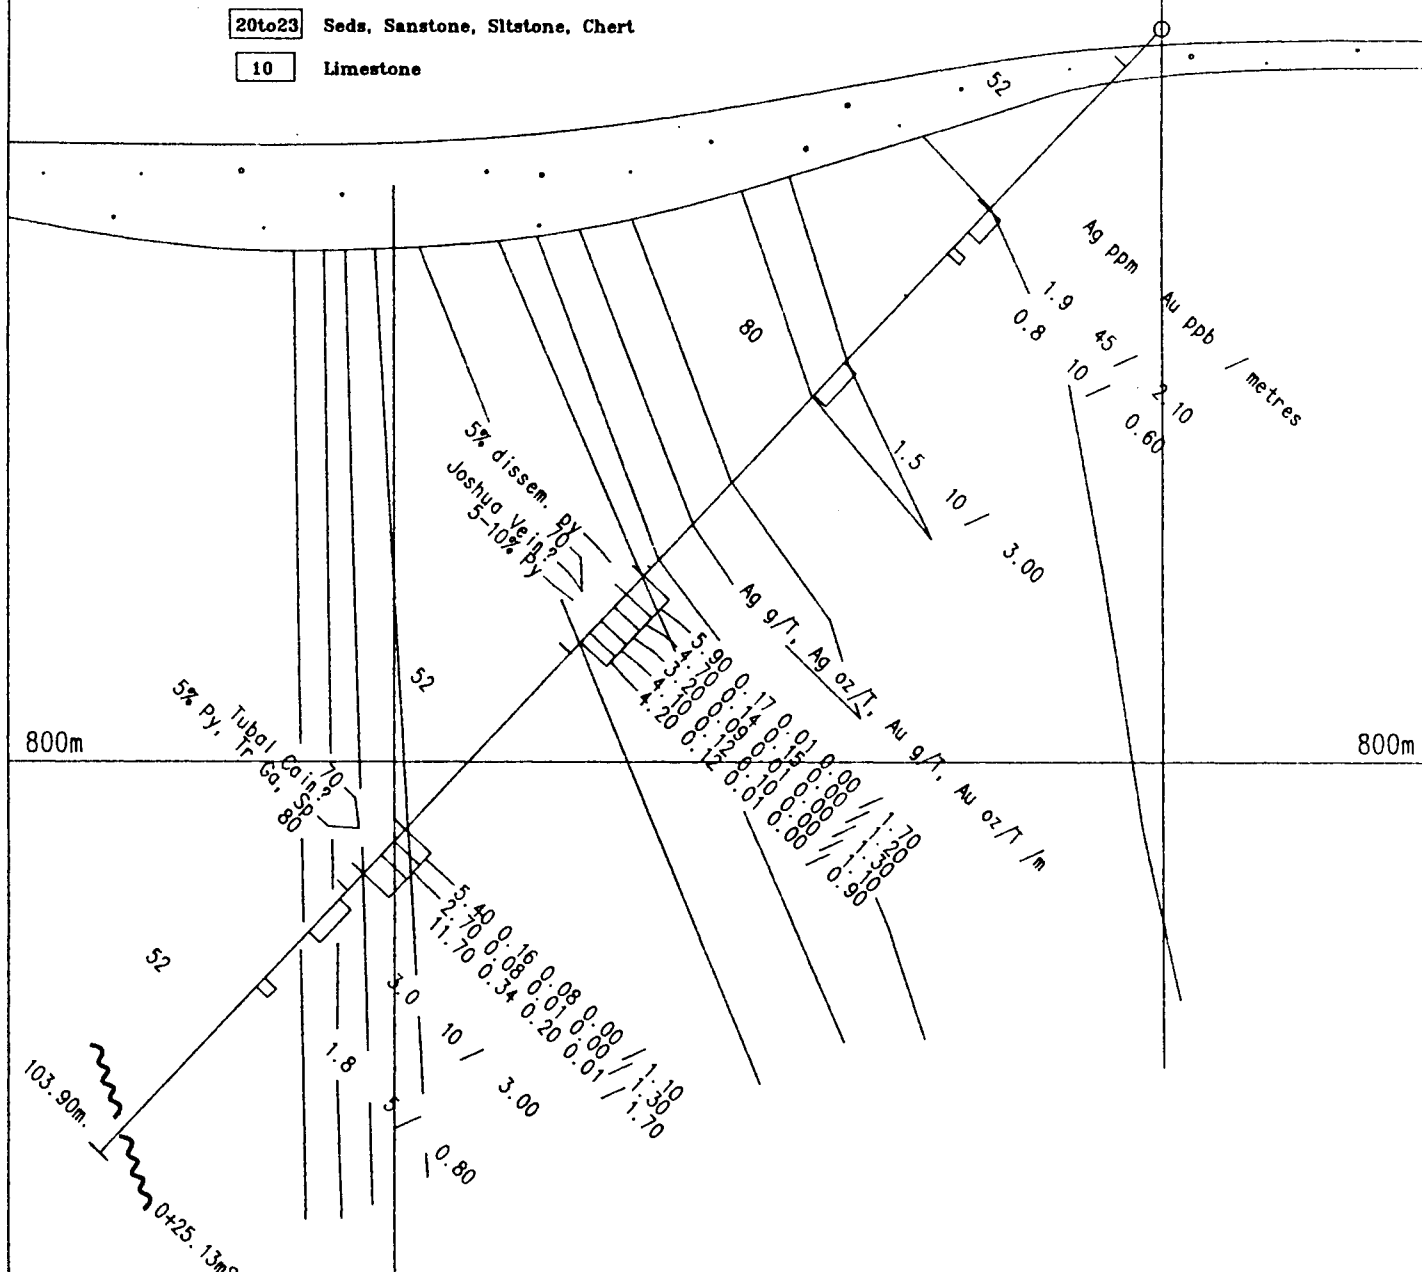 20to23 Seds, Sanstone, Sltstone, Chert
10 Limestone
52
Ag ppm Au ppb / metres
1.9 45 / 2.10
0.8 10 / 0.60
80
1.5 10 / 3.00
5% dissem. py
70
Joshua Vein?
5-10% Py
Ag g/T, Ag oz/T, Au g/T, Au oz/T /m
5.90 0.17 0.01 0.00 / 1.70
4.70 0.14 0.15 0.00 / 1.20
3.20 0.09 0.01 0.00 / 1.30
4.10 0.12 0.10 0.00 / 1.10
4.20 0.12 0.01 0.00 / 0.90
52
800m
800m
Tubal Cain?
70
5% Py, Tr Ga, Sp
80
5.40 0.16 0.08 0.00 / 1.10
2.70 0.08 0.01 0.00 / 1.30
11.70 0.34 0.20 0.01 / 1.70
52
3.0 10 / 3.00
1.8 5 / 0.80
103.90m.